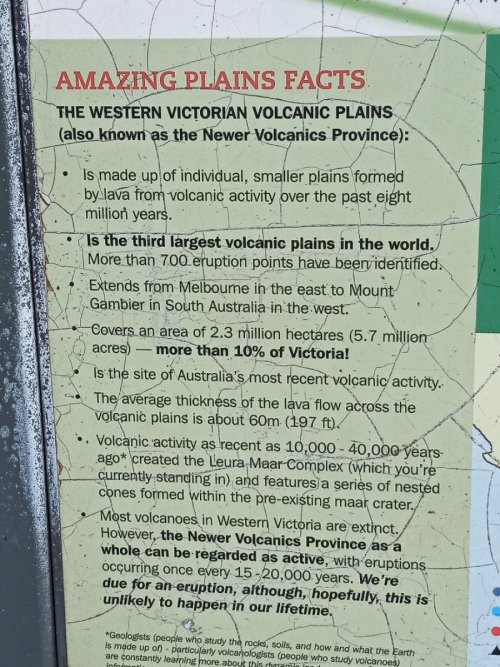 AMAZING PLAINS FACTS
THE WESTERN VICTORIAN VOLCANIC PLAINS
(also known as the Newer Volcanics Province):
• Is made up of individual, smaller plains formed
by lava from volcanic activity over the past eight
million years.
• Is the third largest volcanic plains in the world.
More than 700 eruption points have been identified.
• Extends from Melbourne in the east to Mount
Gambier in South Australia in the west.
• Covers an area of 2.3 million hectares (5.7 million
acres) — more than 10% of Victoria!
• Is the site of Australia's most recent volcanic activity.
• The average thickness of the lava flow across the
volcanic plains is about 60m (197 ft).
• Volcanic activity as recent as 10,000 - 40,000 years
ago* created the Leura Maar Complex (which you're
currently standing in) and features a series of nested
cones formed within the pre-existing maar crater.
• Most volcanoes in Western Victoria are extinct.
However, the Newer Volcanics Province as a
whole can be regarded as active, with eruptions
occurring once every 15 - 20,000 years. We're
due for an eruption, although, hopefully, this is
unlikely to happen in our lifetime.
*Geologists (people who study the rocks, soils, and how and what the Earth
is made up of) - particularly volcanologists (people who study volcanoes)
are constantly learning more about this dynamic